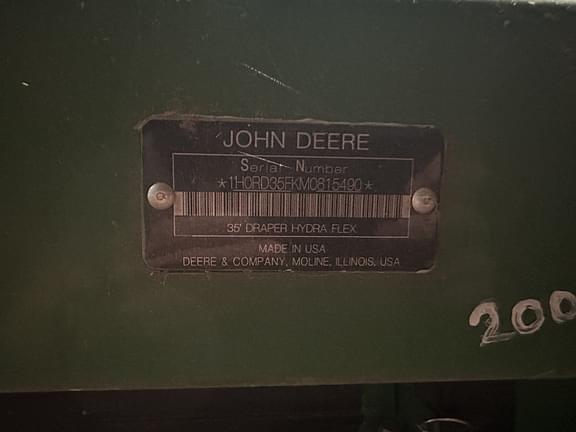 JOHN DEERE
Serial Number
*1H0RD35FKM0815490*
35' DRAPER HYDRA FLEX
MADE IN USA
DEERE & COMPANY, MOLINE, ILLINOIS, USA
200